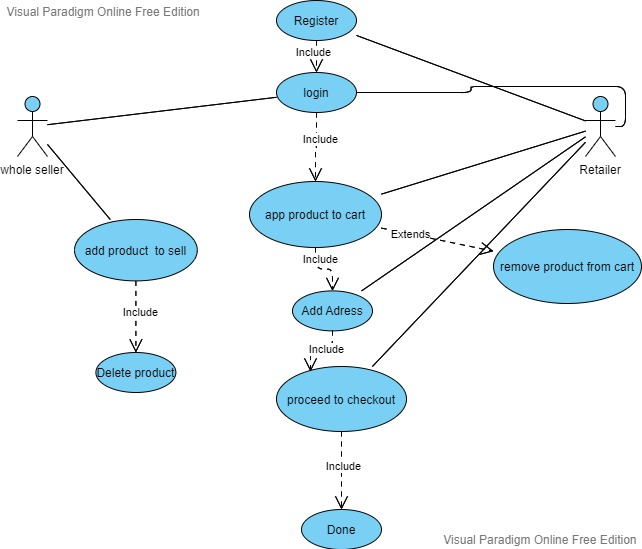 Visual Paradigm Online Free Edition
Register
Include
login
whole seller
Retailer
Include
app product to cart
Extends
add product to sell
Include
remove product from cart
Include
Add Adress
Include
Delete product
proceed to checkout
Include
Done
Visual Paradigm Online Free Edition